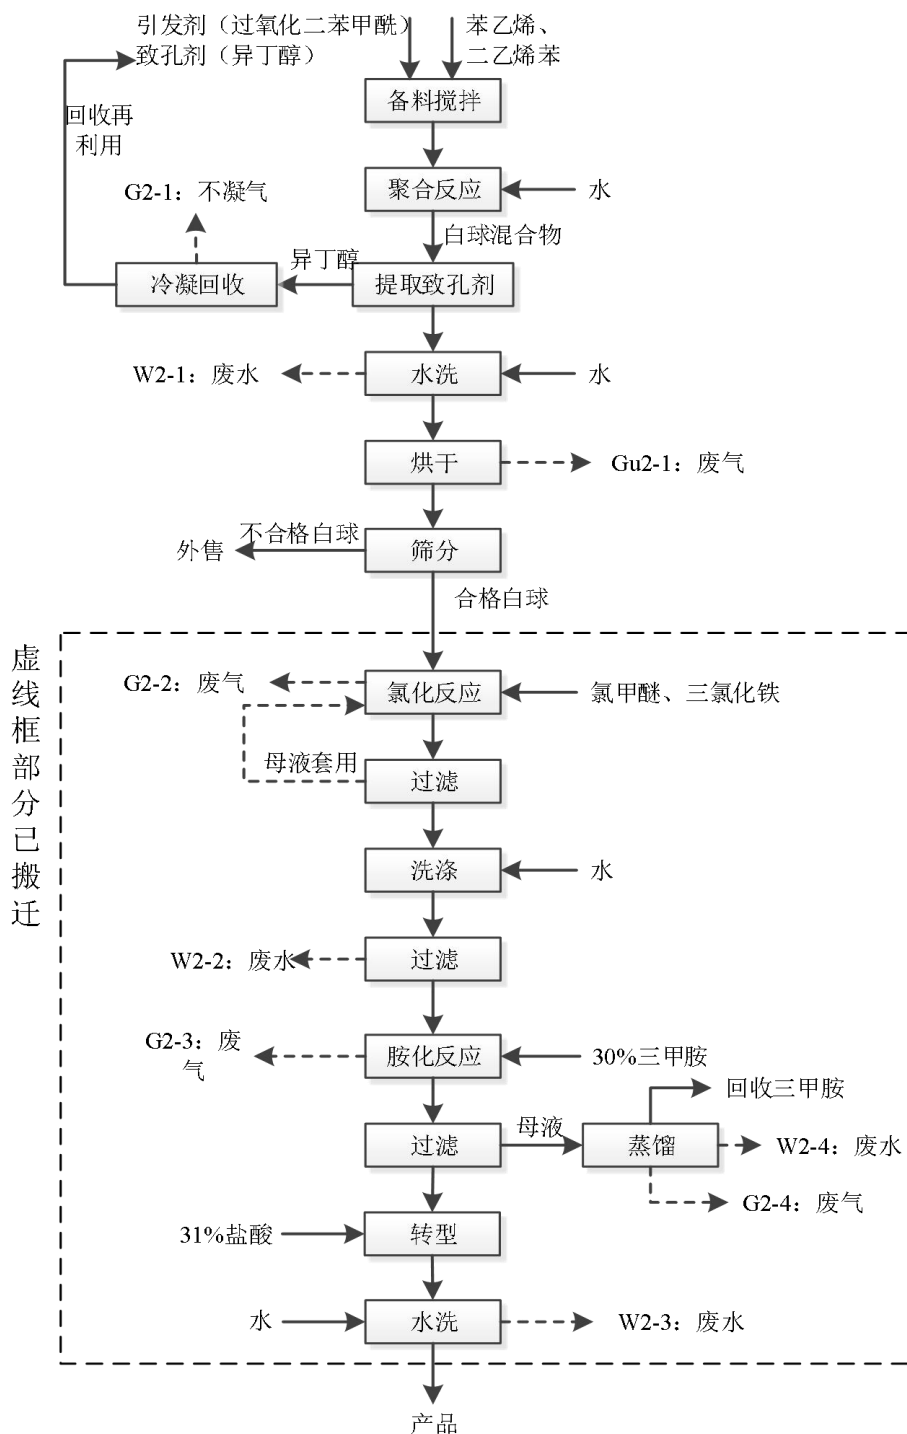 引发剂（过氧化二苯甲酰）
致孔剂（异丁醇）
苯乙烯、
二乙烯苯
备料搅拌
回收再
利用
聚合反应
水
G2-1：不凝气
白球混合物
异丁醇
冷凝回收
提取致孔剂
W2-1：废水
水洗
水
烘干
Gu2-1：废气
不合格白球
外售
筛分
合格白球
虚线框部分已搬迁
G2-2：废气
氯化反应
氯甲醚、三氯化铁
母液套用
过滤
洗涤
水
W2-2：废水
过滤
G2-3：废
气
胺化反应
30%三甲胺
回收三甲胺
过滤
母液
蒸馏
W2-4：废水
G2-4：废气
31%盐酸
转型
水
水洗
W2-3：废水
产品